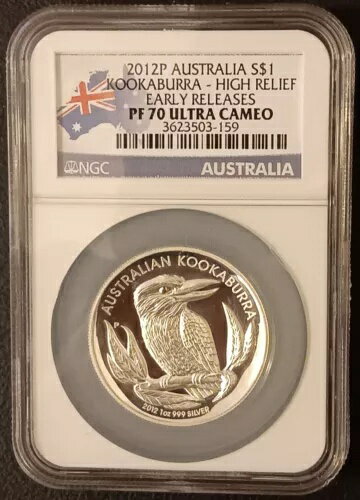 2012P AUSTRALIA S$1
KOOKABURRA - HIGH RELIEF
EARLY RELEASES
PF 70 ULTRA CAMEO
3623503-159
NGC
AUSTRALIA
AUSTRALIAN KOOKABURRA
P
2012 1oz 999 SILVER